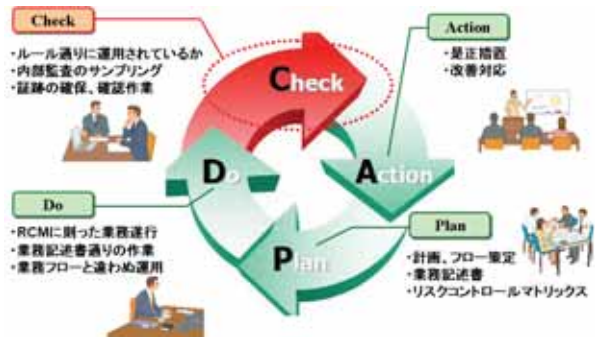 Check
・ルール通りに運用されているか
・内部監査のサンプリング
・証跡の確保、確認作業
Action
・是正措置
・改善対応
Check
Do
Action
Plan
Do
・RCMに則った業務遂行
・業務記述書通りの作業
・業務フローと違わぬ運用
Plan
・計画、フロー策定
・業務記述書
・リスクコントロールマトリックス